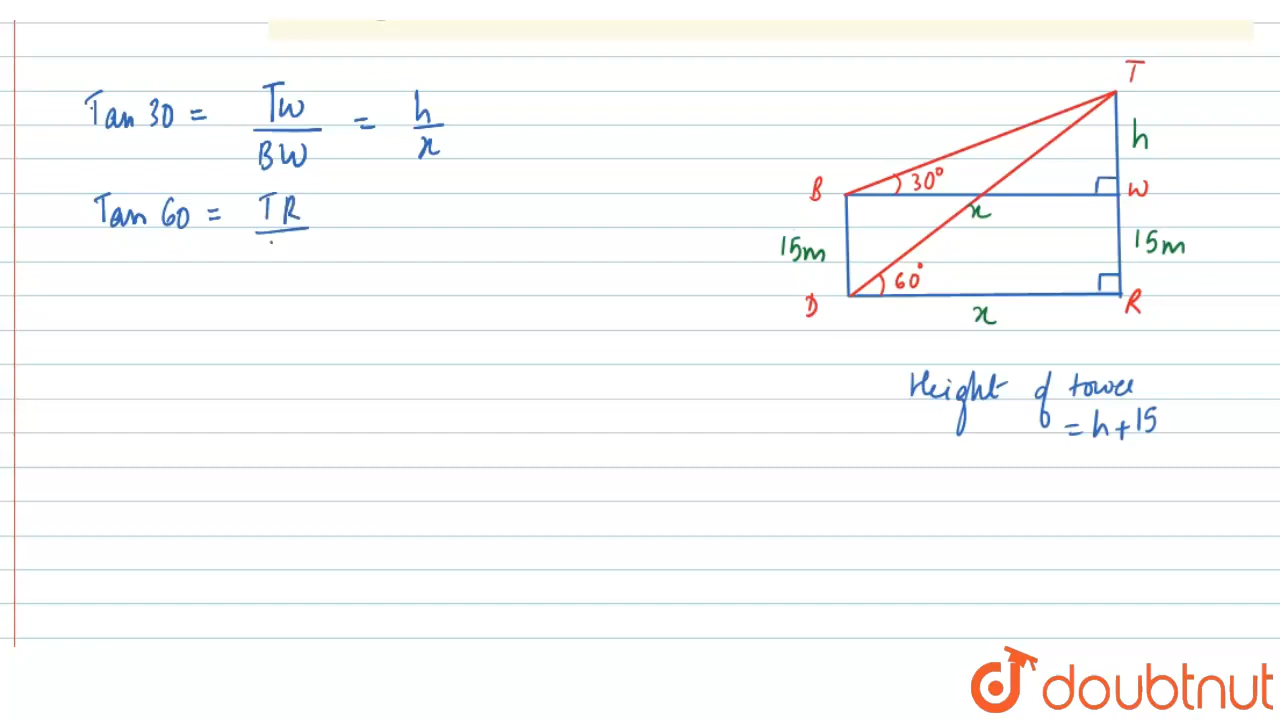 Tan 30 = TW/BW = h/x
Tan 60 = TR
T
h
B 30° W
x
15m 15m
60°
D R
x
Height of tower
= h+15
doubtnut